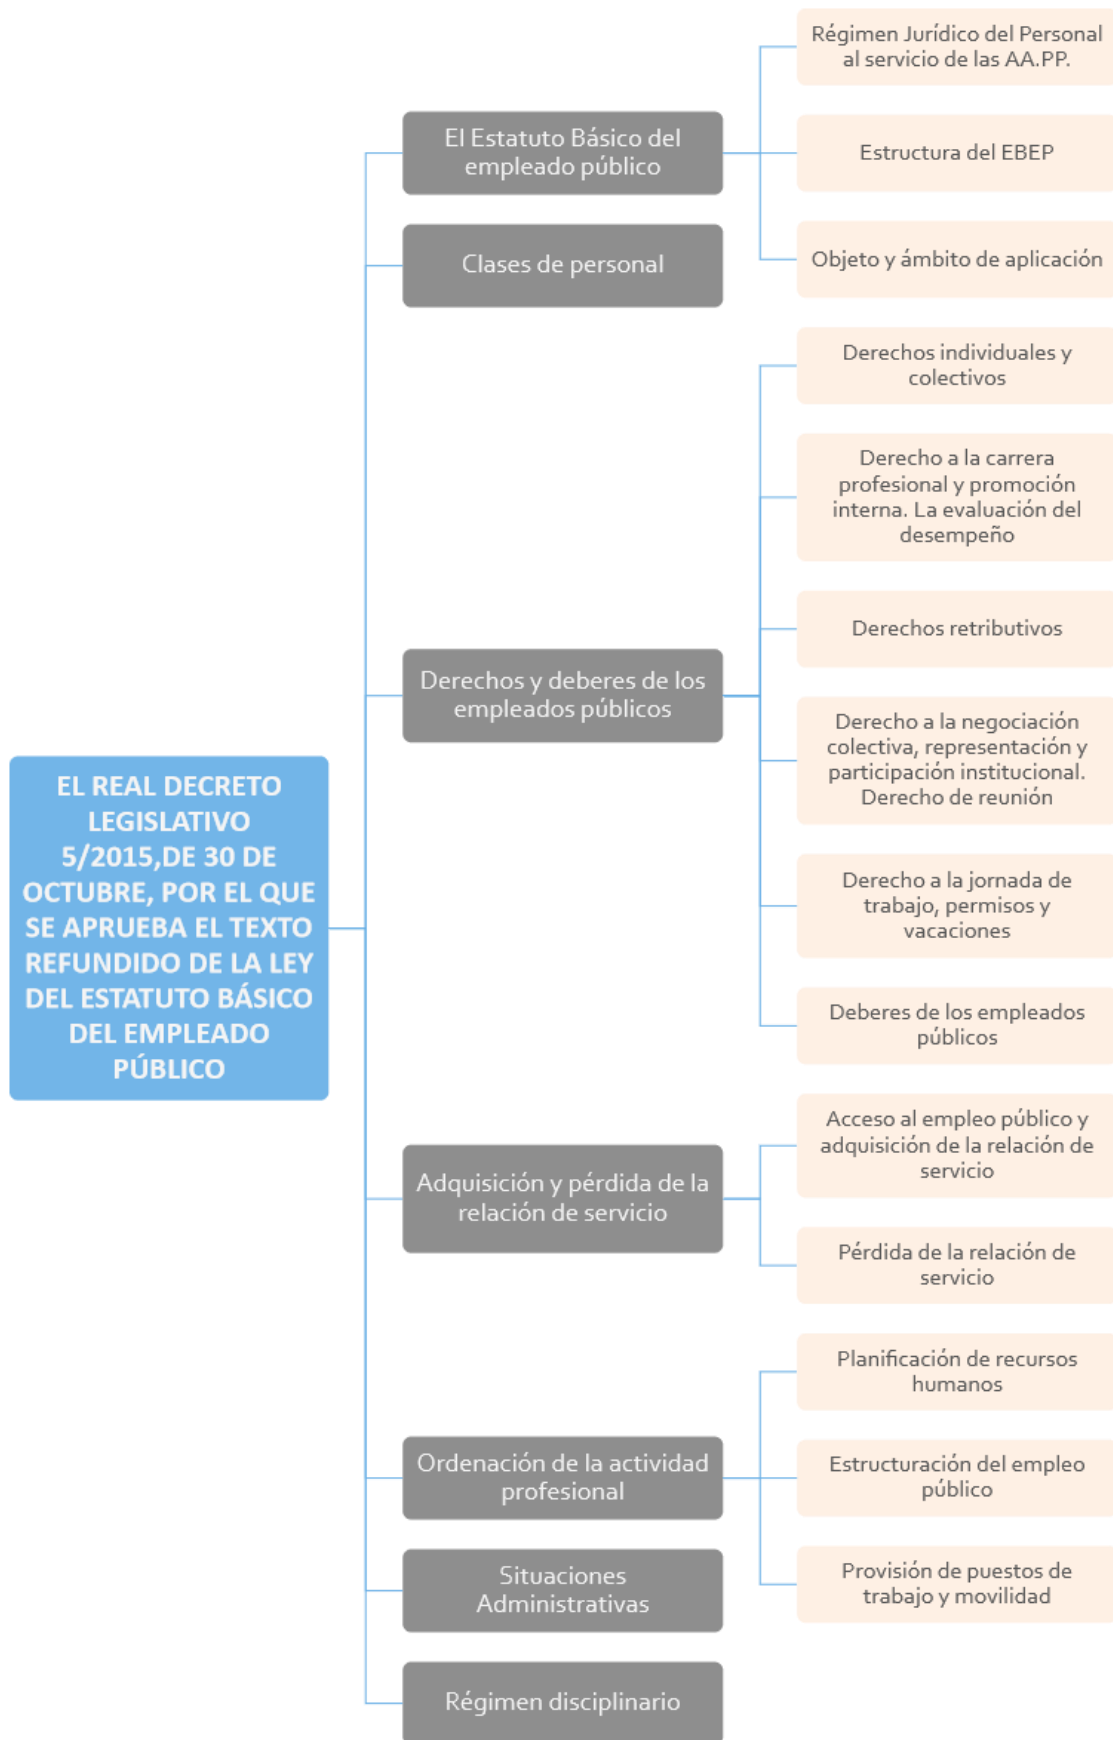 EL REAL DECRETO
LEGISLATIVO
5/2015,DE 30 DE
OCTUBRE, POR EL QUE
SE APRUEBA EL TEXTO
REFUNDIDO DE LA LEY
DEL ESTATUTO BÁSICO
DEL EMPLEADO
PÚBLICO
El Estatuto Básico del
empleado público
Régimen Jurídico del Personal
al servicio de las AA.PP.
Estructura del EBEP
Objeto y ámbito de aplicación
Clases de personal
Derechos y deberes de los
empleados públicos
Derechos individuales y
colectivos
Derecho a la carrera
profesional y promoción
interna. La evaluación del
desempeño
Derechos retributivos
Derecho a la negociación
colectiva, representación y
participación institucional.
Derecho de reunión
Derecho a la jornada de
trabajo, permisos y
vacaciones
Deberes de los empleados
públicos
Adquisición y pérdida de la
relación de servicio
Acceso al empleo público y
adquisición de la relación de
servicio
Pérdida de la relación de
servicio
Ordenación de la actividad
profesional
Planificación de recursos
humanos
Estructuración del empleo
público
Provisión de puestos de
trabajo y movilidad
Situaciones
Administrativas
Régimen disciplinario